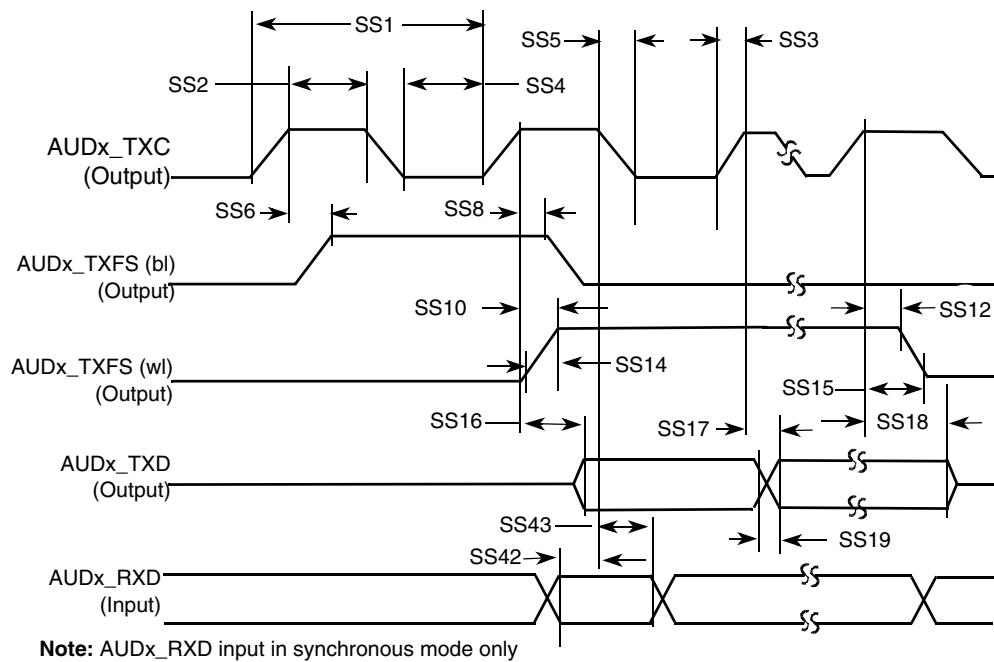 SS1
SS5
SS3
SS2
SS4
AUDx_TXC
(Output)
SS6
SS8
AUDx_TXFS (bl)
(Output)
SS10
SS12
AUDx_TXFS (wl)
(Output)
SS14
SS15
SS16
SS17
SS18
AUDx_TXD
(Output)
SS43
SS19
SS42
AUDx_RXD
(Input)
Note: AUDx_RXD input in synchronous mode only